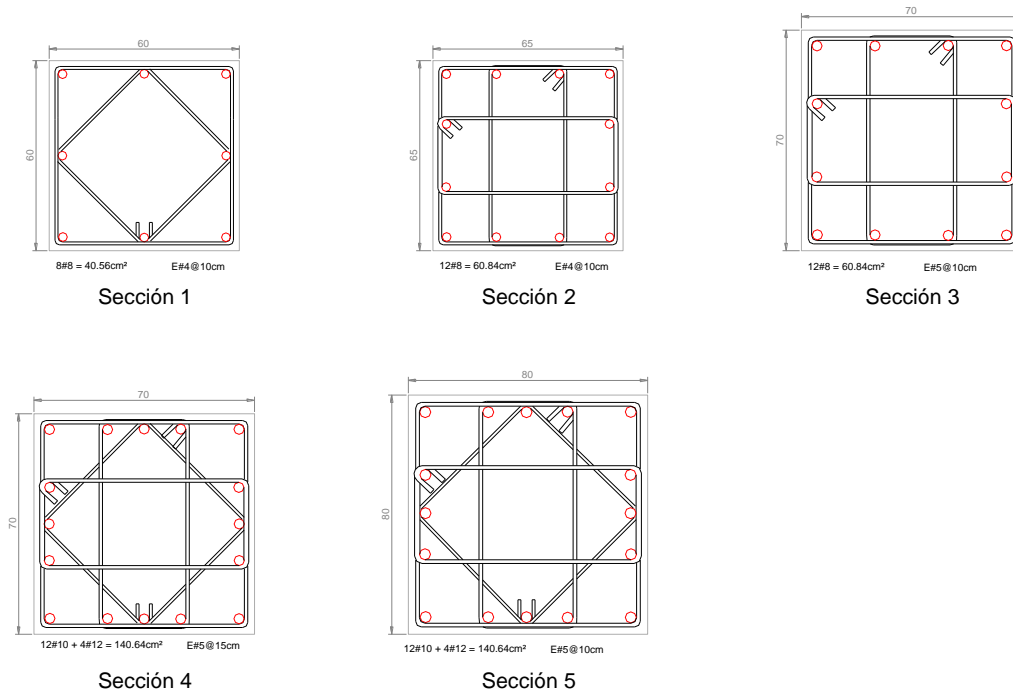 60
60
8#8 = 40.56cm² E#4@10cm
Sección 1
65
65
12#8 = 60.84cm² E#4@10cm
Sección 2
70
70
12#8 = 60.84cm² E#5@10cm
Sección 3
70
70
12#10 + 4#12 = 140.64cm² E#5@15cm
Sección 4
80
80
12#10 + 4#12 = 140.64cm² E#5@10cm
Sección 5